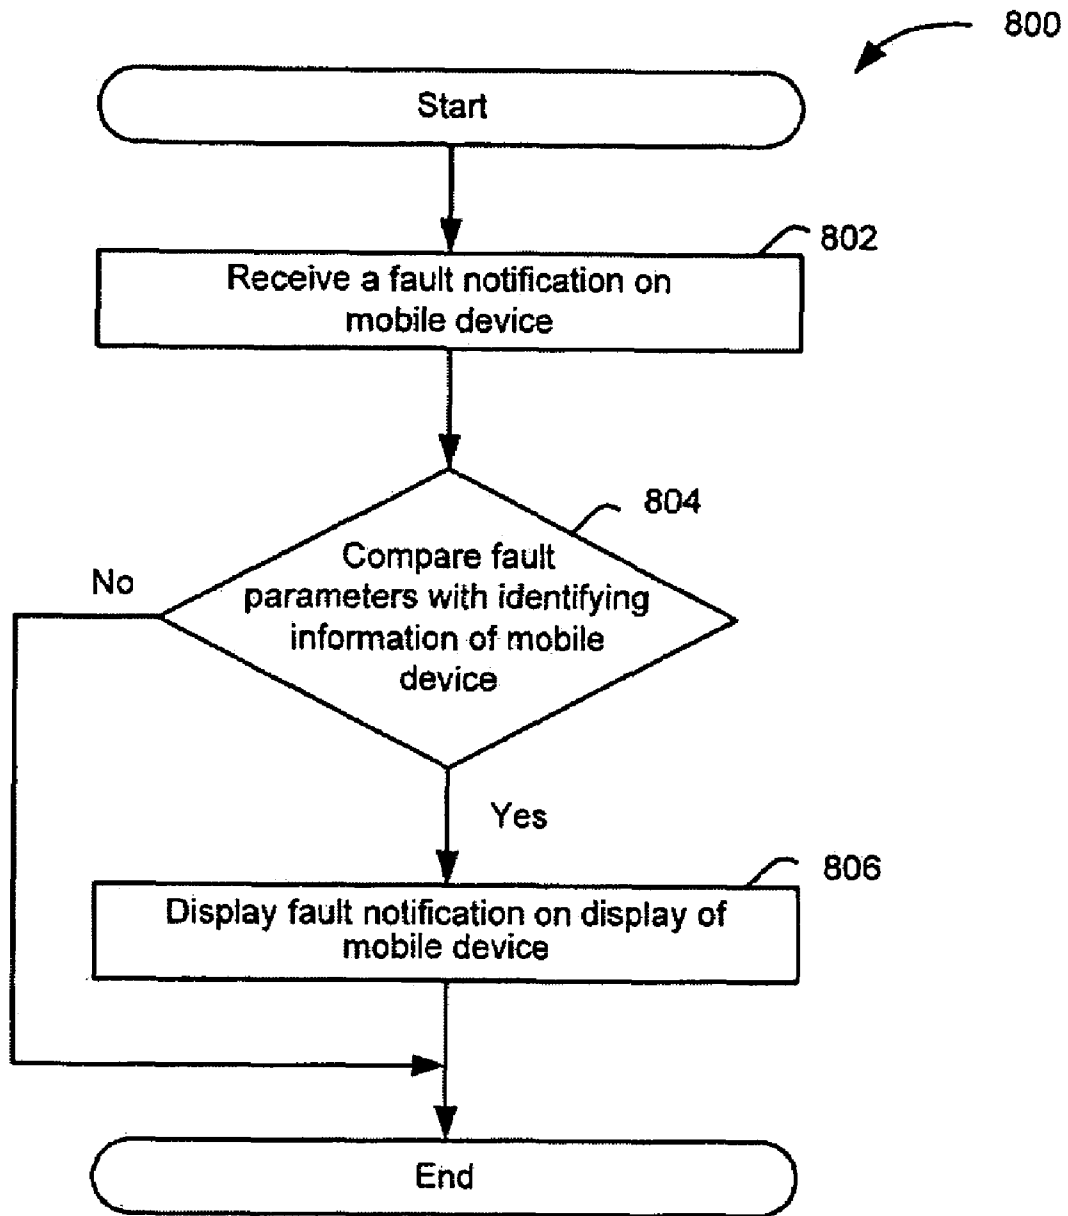 800
Start
802
Receive a fault notification on
mobile device
804
Compare fault
parameters with identifying
information of mobile
device
No
Yes
806
Display fault notification on display of
mobile device
End